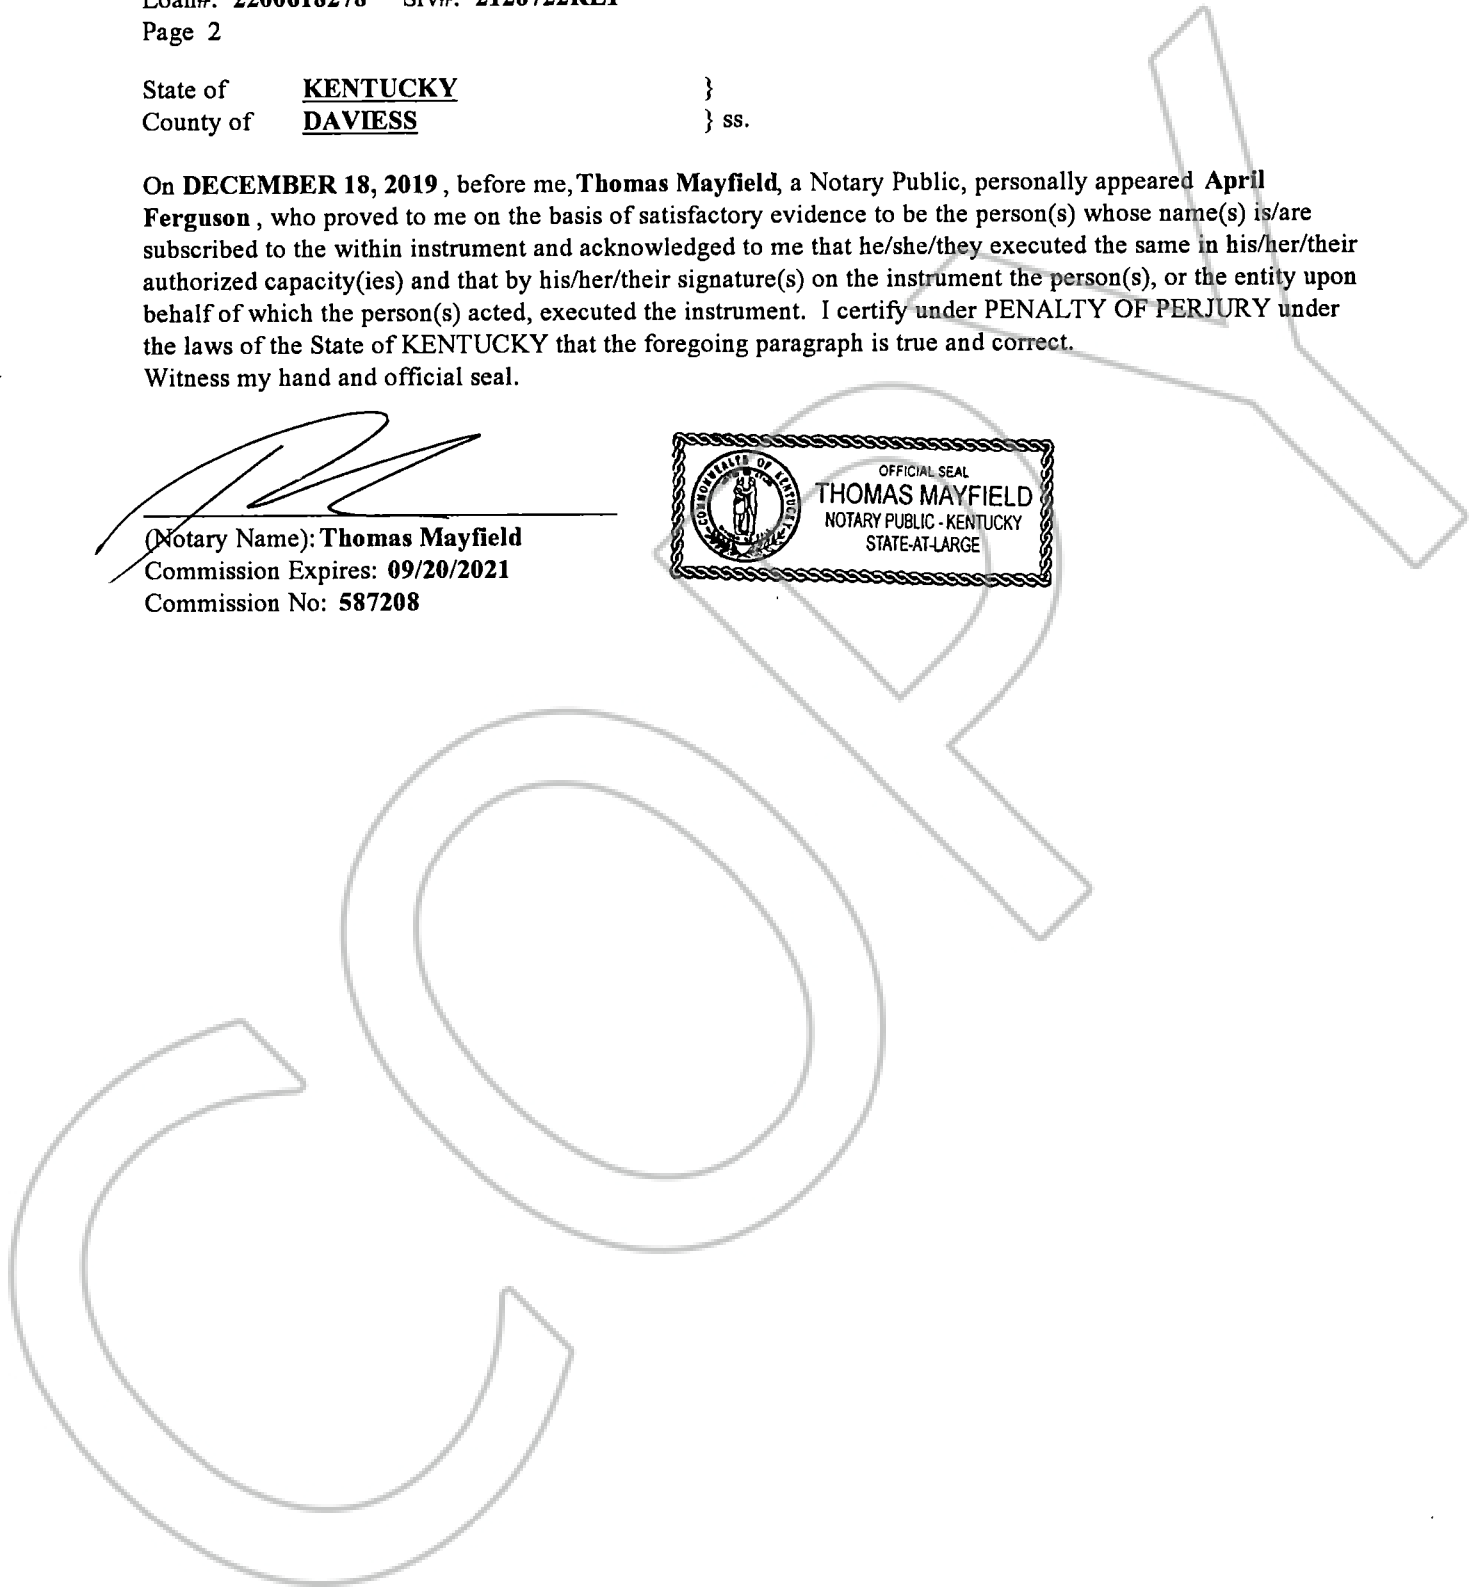 Page 2
State of KENTUCKY }
County of DAVIESS } ss.
On DECEMBER 18, 2019 , before me, Thomas Mayfield, a Notary Public, personally appeared April
Ferguson , who proved to me on the basis of satisfactory evidence to be the person(s) whose name(s) is/are
subscribed to the within instrument and acknowledged to me that he/she/they executed the same in his/her/their
authorized capacity(ies) and that by his/her/their signature(s) on the instrument the person(s), or the entity upon
behalf of which the person(s) acted, executed the instrument. I certify under PENALTY OF PERJURY under
the laws of the State of KENTUCKY that the foregoing paragraph is true and correct.
Witness my hand and official seal.
COMMONWEALTH OF KENTUCKY
OFFICIAL SEAL
THOMAS MAYFIELD
NOTARY PUBLIC - KENTUCKY
STATE-AT-LARGE
(Notary Name): Thomas Mayfield
Commission Expires: 09/20/2021
Commission No: 587208
COPY